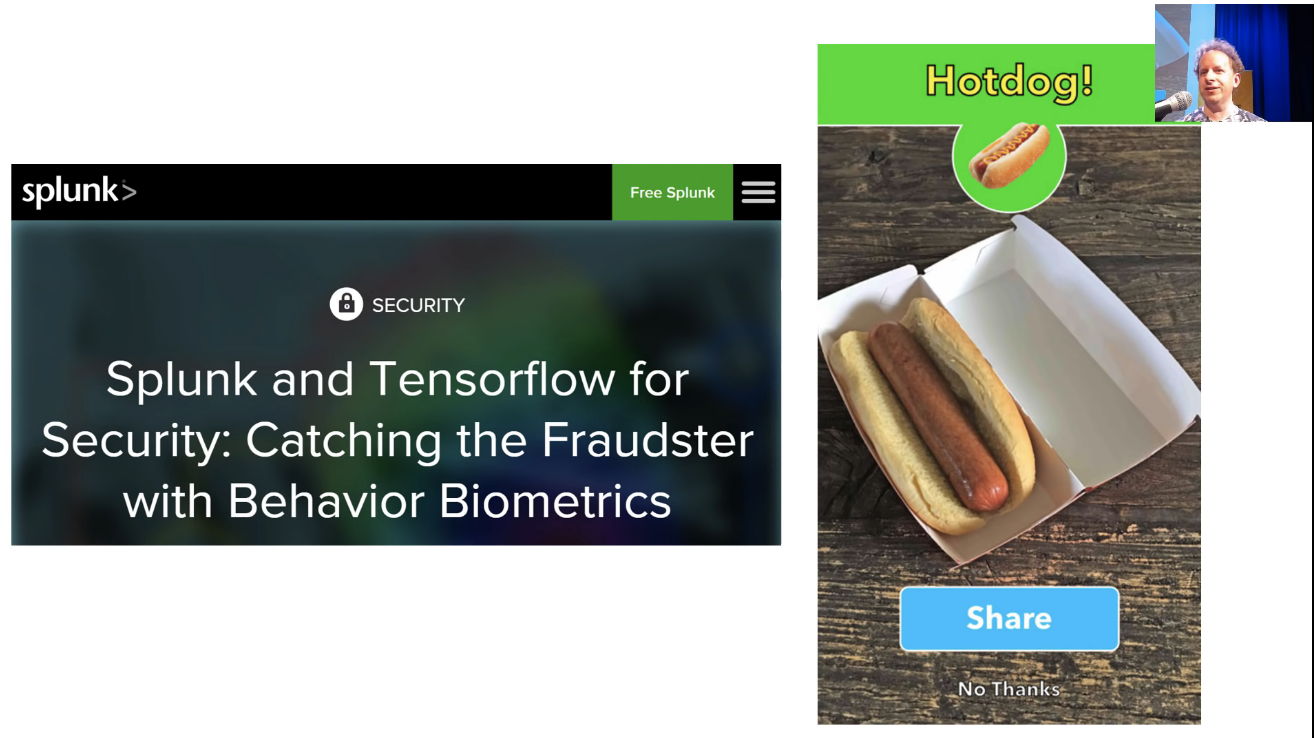 splunk>
Free Splunk
SECURITY
Splunk and Tensorflow for
Security: Catching the Fraudster
with Behavior Biometrics
Hotdog!
Share
No Thanks